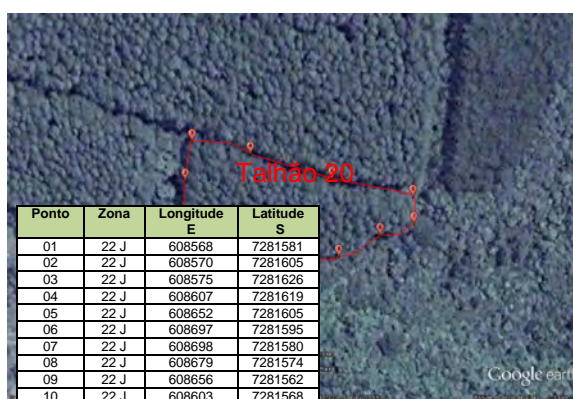 Talhão 20
Ponto Zona Longitude E Latitude S
01 22 J 608568 7281581
02 22 J 608570 7281605
03 22 J 608575 7281626
04 22 J 608607 7281619
05 22 J 608652 7281605
06 22 J 608697 7281595
07 22 J 608698 7281580
08 22 J 608679 7281574
09 22 J 608656 7281562
10 22 J 608603 7281568
Google earth